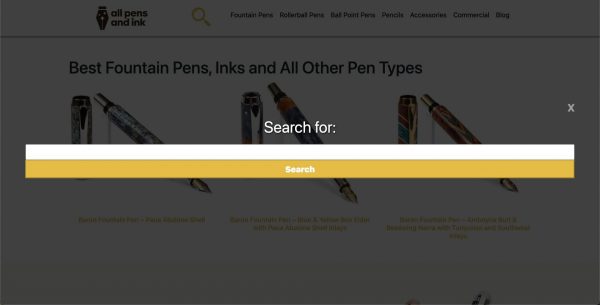 all pens
and ink
Fountain Pens Rollerball Pens Ball Point Pens Pencils Accessories Commercial Blog
Best Fountain Pens, Inks and All Other Pen Types
X
Search for:
Search
Baron Fountain Pen – Paua Abalone Shell
Baron Fountain Pen – Blue & Yellow Box Elder
with Paua Abalone Shell Inlays
Baron Fountain Pen – Amboyna Burl &
Bleeding Narra with Turquoise and Southwest
Inlays